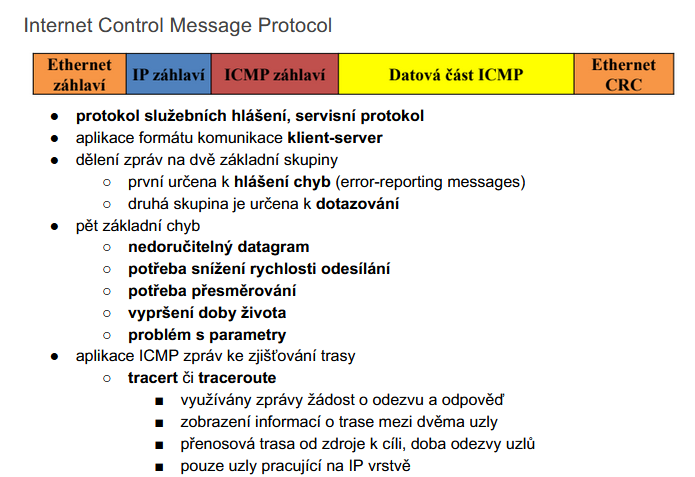 Internet Control Message Protocol
Ethernet záhlaví IP záhlaví ICMP záhlaví Datová část ICMP Ethernet CRC
● protokol služebních hlášení, servisní protokol
● aplikace formátu komunikace klient-server
● dělení zpráv na dvě základní skupiny
○ první určena k hlášení chyb (error-reporting messages)
○ druhá skupina je určena k dotazování
● pět základní chyb
○ nedoručitelný datagram
○ potřeba snížení rychlosti odesílání
○ potřeba přesměrování
○ vypršení doby života
○ problém s parametry
● aplikace ICMP zpráv ke zjišťování trasy
○ tracert či traceroute
■ využívány zprávy žádost o odezvu a odpověď
■ zobrazení informací o trase mezi dvěma uzly
■ přenosová trasa od zdroje k cíli, doba odezvy uzlů
■ pouze uzly pracující na IP vrstvě